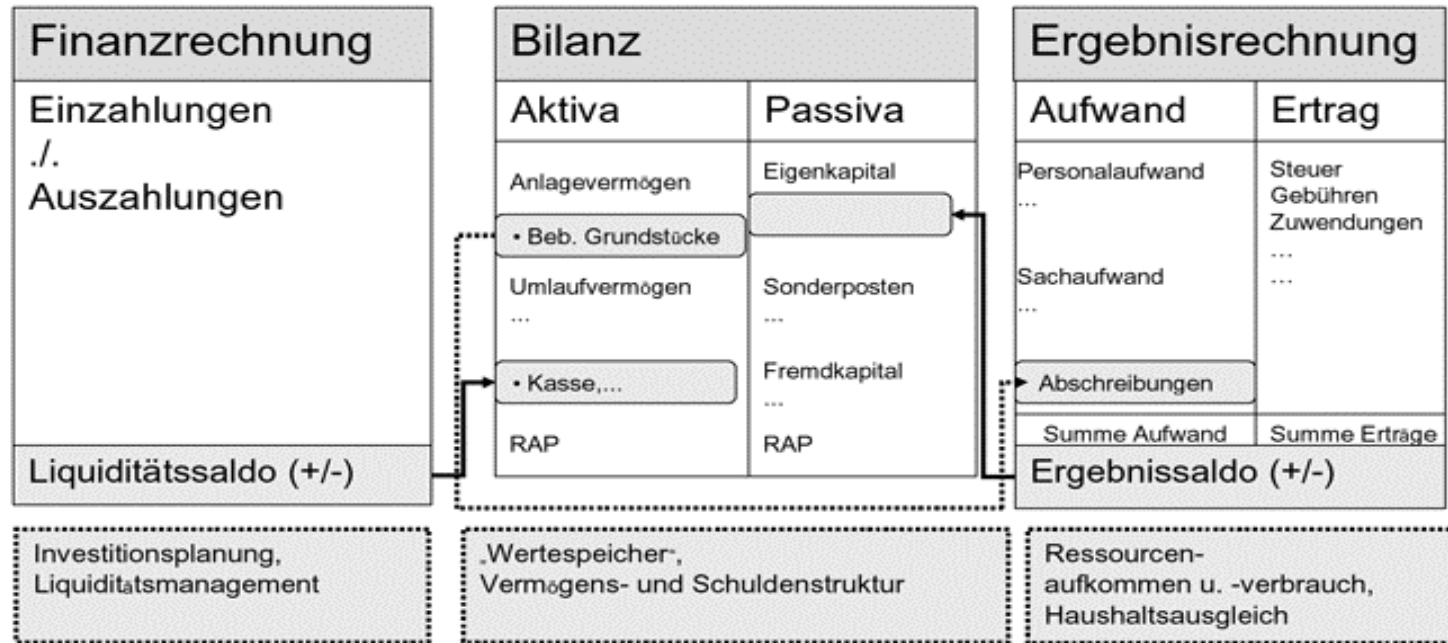 Finanzrechnung
Einzahlungen
./.
Auszahlungen
Liquiditätssaldo (+/-)
Investitionsplanung,
Liquiditätsmanagement
Bilanz
Aktiva
Anlagevermögen
• Beb. Grundstücke
Umlaufvermögen
...
• Kasse,...
RAP
Passiva
Eigenkapital
Sonderposten
...
Fremdkapital
...
RAP
„Wertespeicher“,
Vermögens- und Schuldenstruktur
Ergebnisrechnung
Aufwand
Personalaufwand
...
Sachaufwand
...
Abschreibungen
Summe Aufwand
Ertrag
Steuer
Gebühren
Zuwendungen
...
...
Summe Erträge
Ergebnissaldo (+/-)
Ressourcen-
aufkommen u. -verbrauch,
Haushaltsausgleich